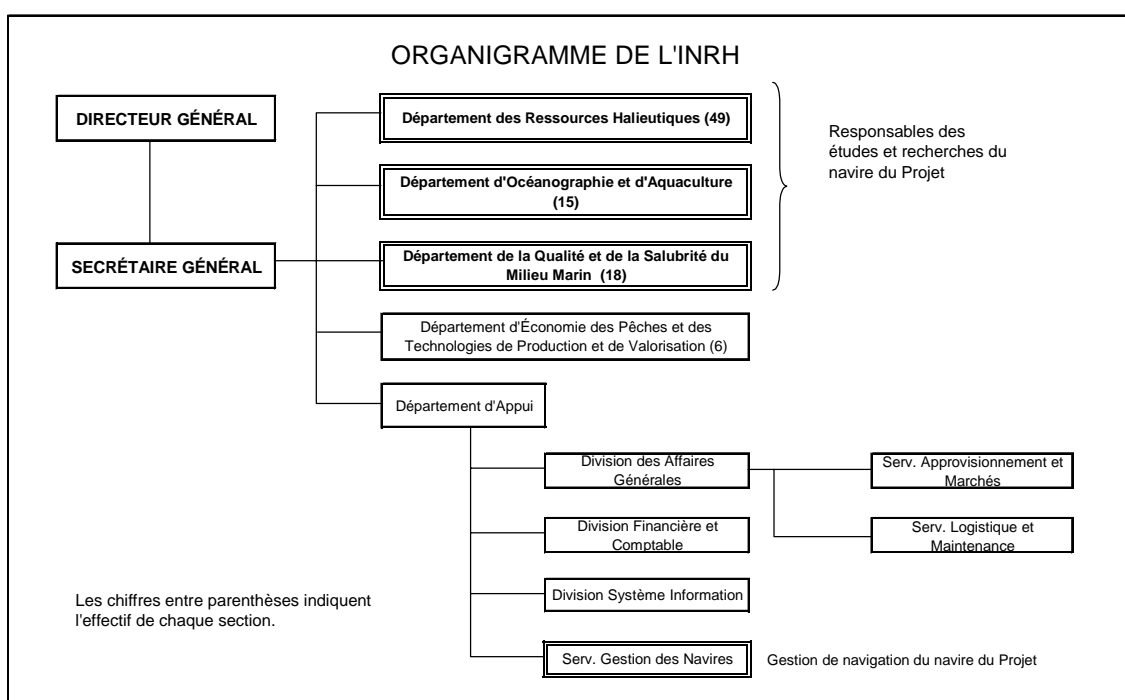 ORGANIGRAMME DE L'INRH
DIRECTEUR GÉNÉRAL
SECRÉTAIRE GÉNÉRAL
Département des Ressources Halieutiques (49)
Département d'Océanographie et d'Aquaculture
(15)
Département de la Qualité et de la Salubrité du
Milieu Marin (18)
Responsables des
études et recherches du
navire du Projet
Département d'Économie des Pêches et des
Technologies de Production et de Valorisation (6)
Département d'Appui
Division des Affaires
Générales
Serv. Approvisionnement et
Marchés
Division Financière et
Comptable
Serv. Logistique et
Maintenance
Division Système Information
Serv. Gestion des Navires
Gestion de navigation du navire du Projet
Les chiffres entre parenthèses indiquent
l'effectif de chaque section.